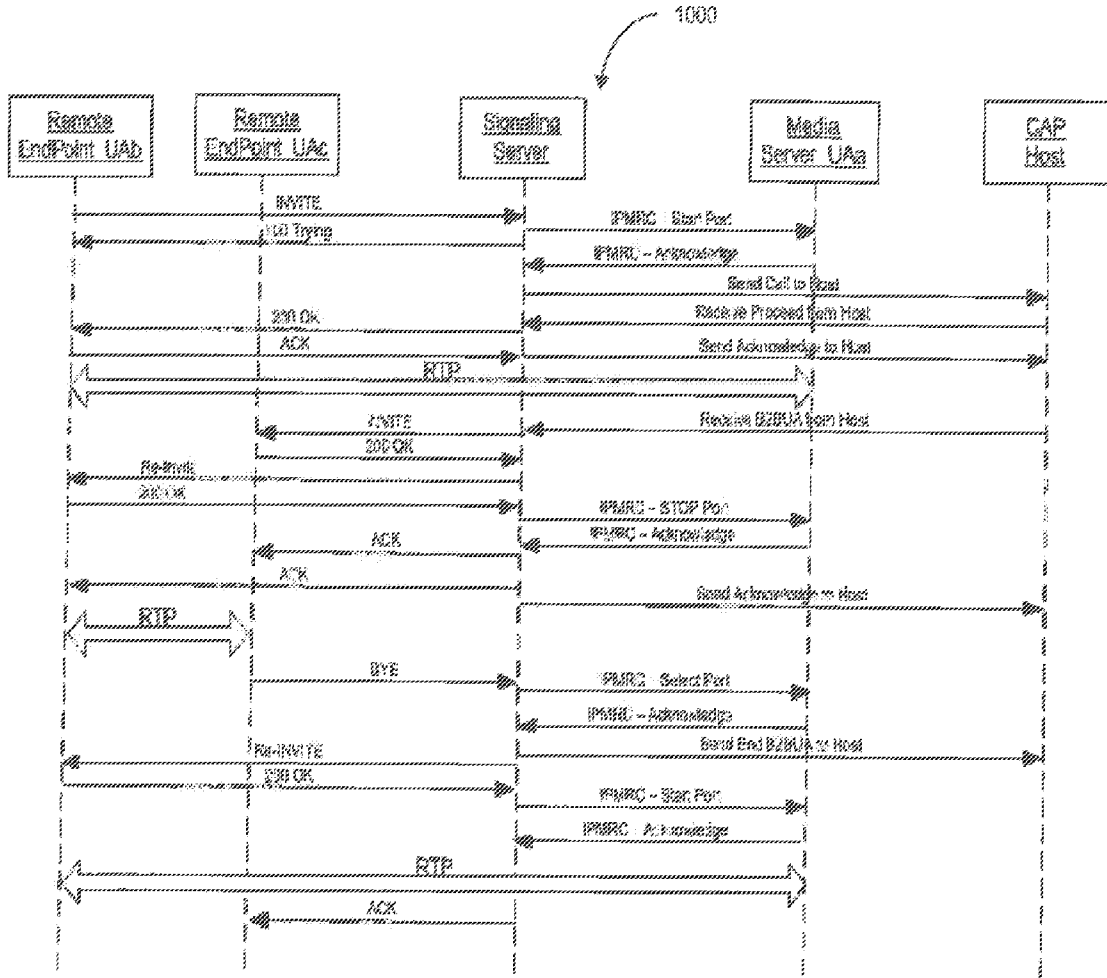 1000
Remote
EndPoint UAb
Remote
EndPoint UAc
Signaling
Server
Media
Server UAa
CAP
Host
INVITE
IPMRC - Start Port
100 Trying
IPMRC - Acknowledge
Send Call to Host
Receive Proceed from Host
200 OK
ACK
Send Acknowledge to Host
RTP
INVITE
Receive B2BUA from Host
200 OK
Re-Invite
200 OK
IPMRC - STOP Port
IPMRC - Acknowledge
ACK
ACK
Send Acknowledge to Host
RTP
BYE
IPMRC - Select Port
IPMRC - Acknowledge
Send End B2BUA to Host
Re-INVITE
200 OK
IPMRC - Start Port
IPMRC - Acknowledge
RTP
ACK